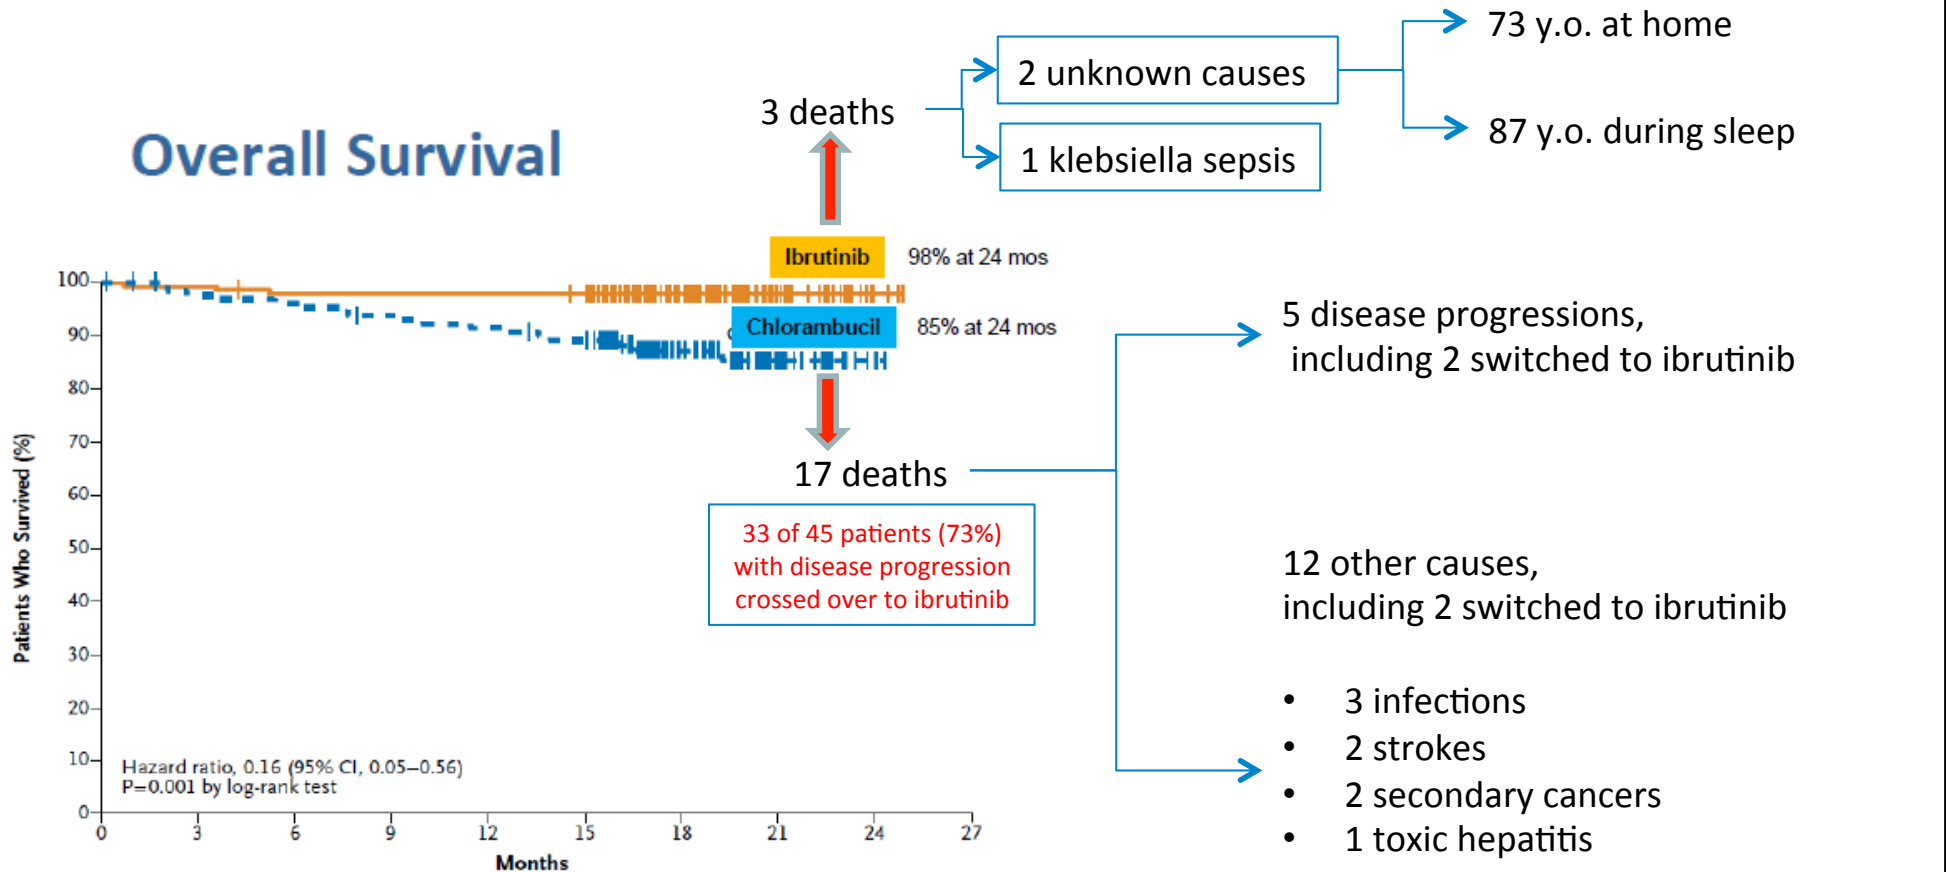 Overall Survival
3 deaths
2 unknown causes
1 klebsiella sepsis
73 y.o. at home
87 y.o. during sleep
Ibrutinib
98% at 24 mos
Chlorambucil
85% at 24 mos
17 deaths
33 of 45 patients (73%)
with disease progression
crossed over to ibrutinib
5 disease progressions,
including 2 switched to ibrutinib
12 other causes,
including 2 switched to ibrutinib
• 3 infections
• 2 strokes
• 2 secondary cancers
• 1 toxic hepatitis
Patients Who Survived (%)
100
90
80
70
60
50
40
30
20
10
0
Hazard ratio, 0.16 (95% CI, 0.05–0.56)
P=0.001 by log-rank test
0 3 6 9 12 15 18 21 24 27
Months